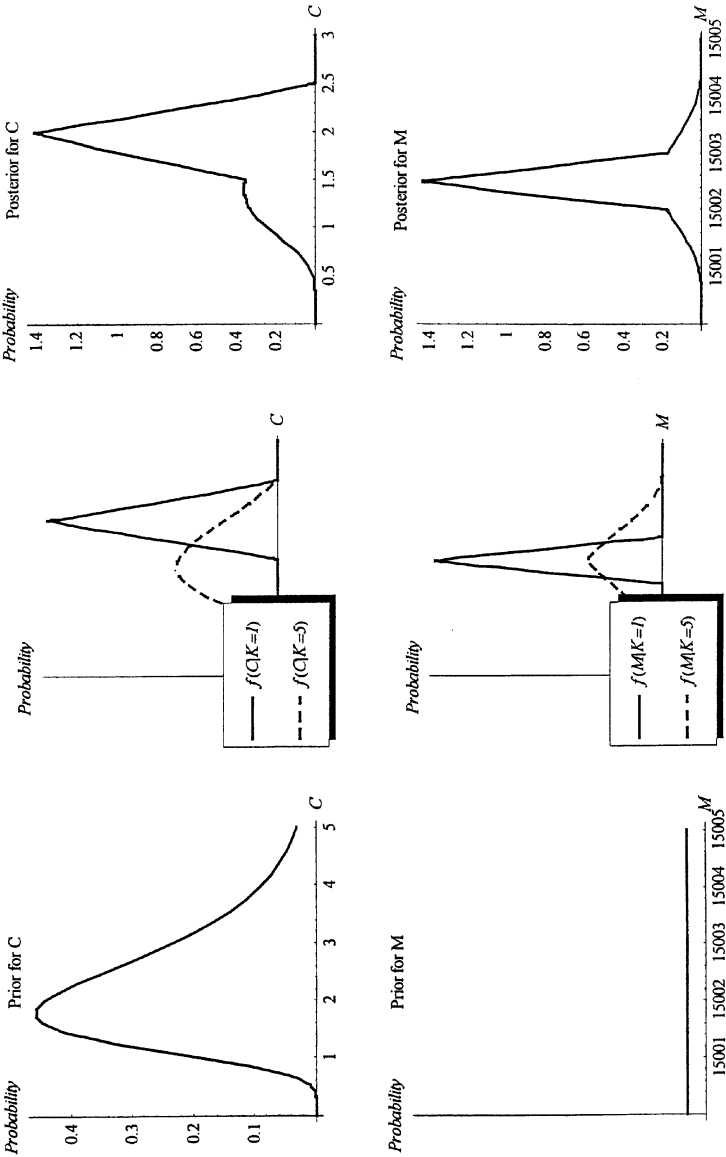 Probability
Prior for C
0.4
0.3
0.2
0.1
1
2
3
4
5
C
Probability
f(C|K=1)
f(C|K=5)
C
Probability
Posterior for C
1.4
1.2
1
0.8
0.6
0.4
0.2
0.5
1
1.5
2
2.5
3
C
Probability
Prior for M
15001
15002
15003
15004
15005
M
Probability
f(M|K=1)
f(M|K=5)
M
Probability
Posterior for M
1.4
1.2
1
0.8
0.6
0.4
0.2
15001
15002
15003
15004
15005
M